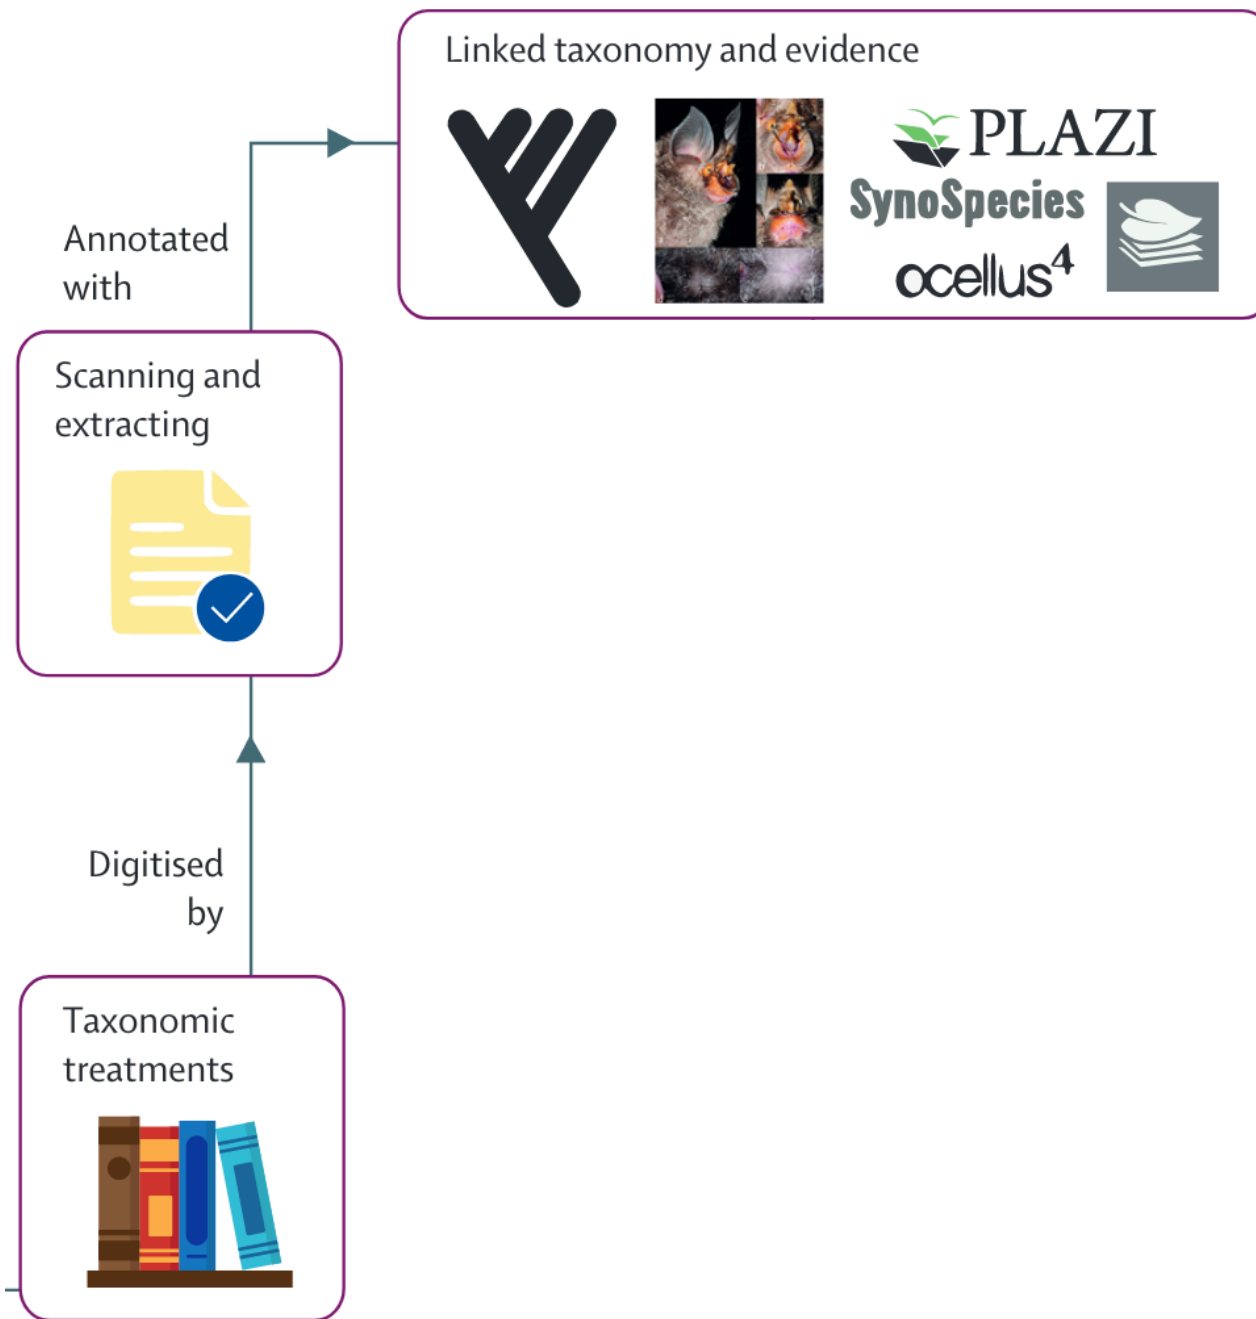 Linked taxonomy and evidence
PLAZI
SynoSpecies
ocellus4
Annotated
with
Scanning and
extracting
Digitised
by
Taxonomic
treatments